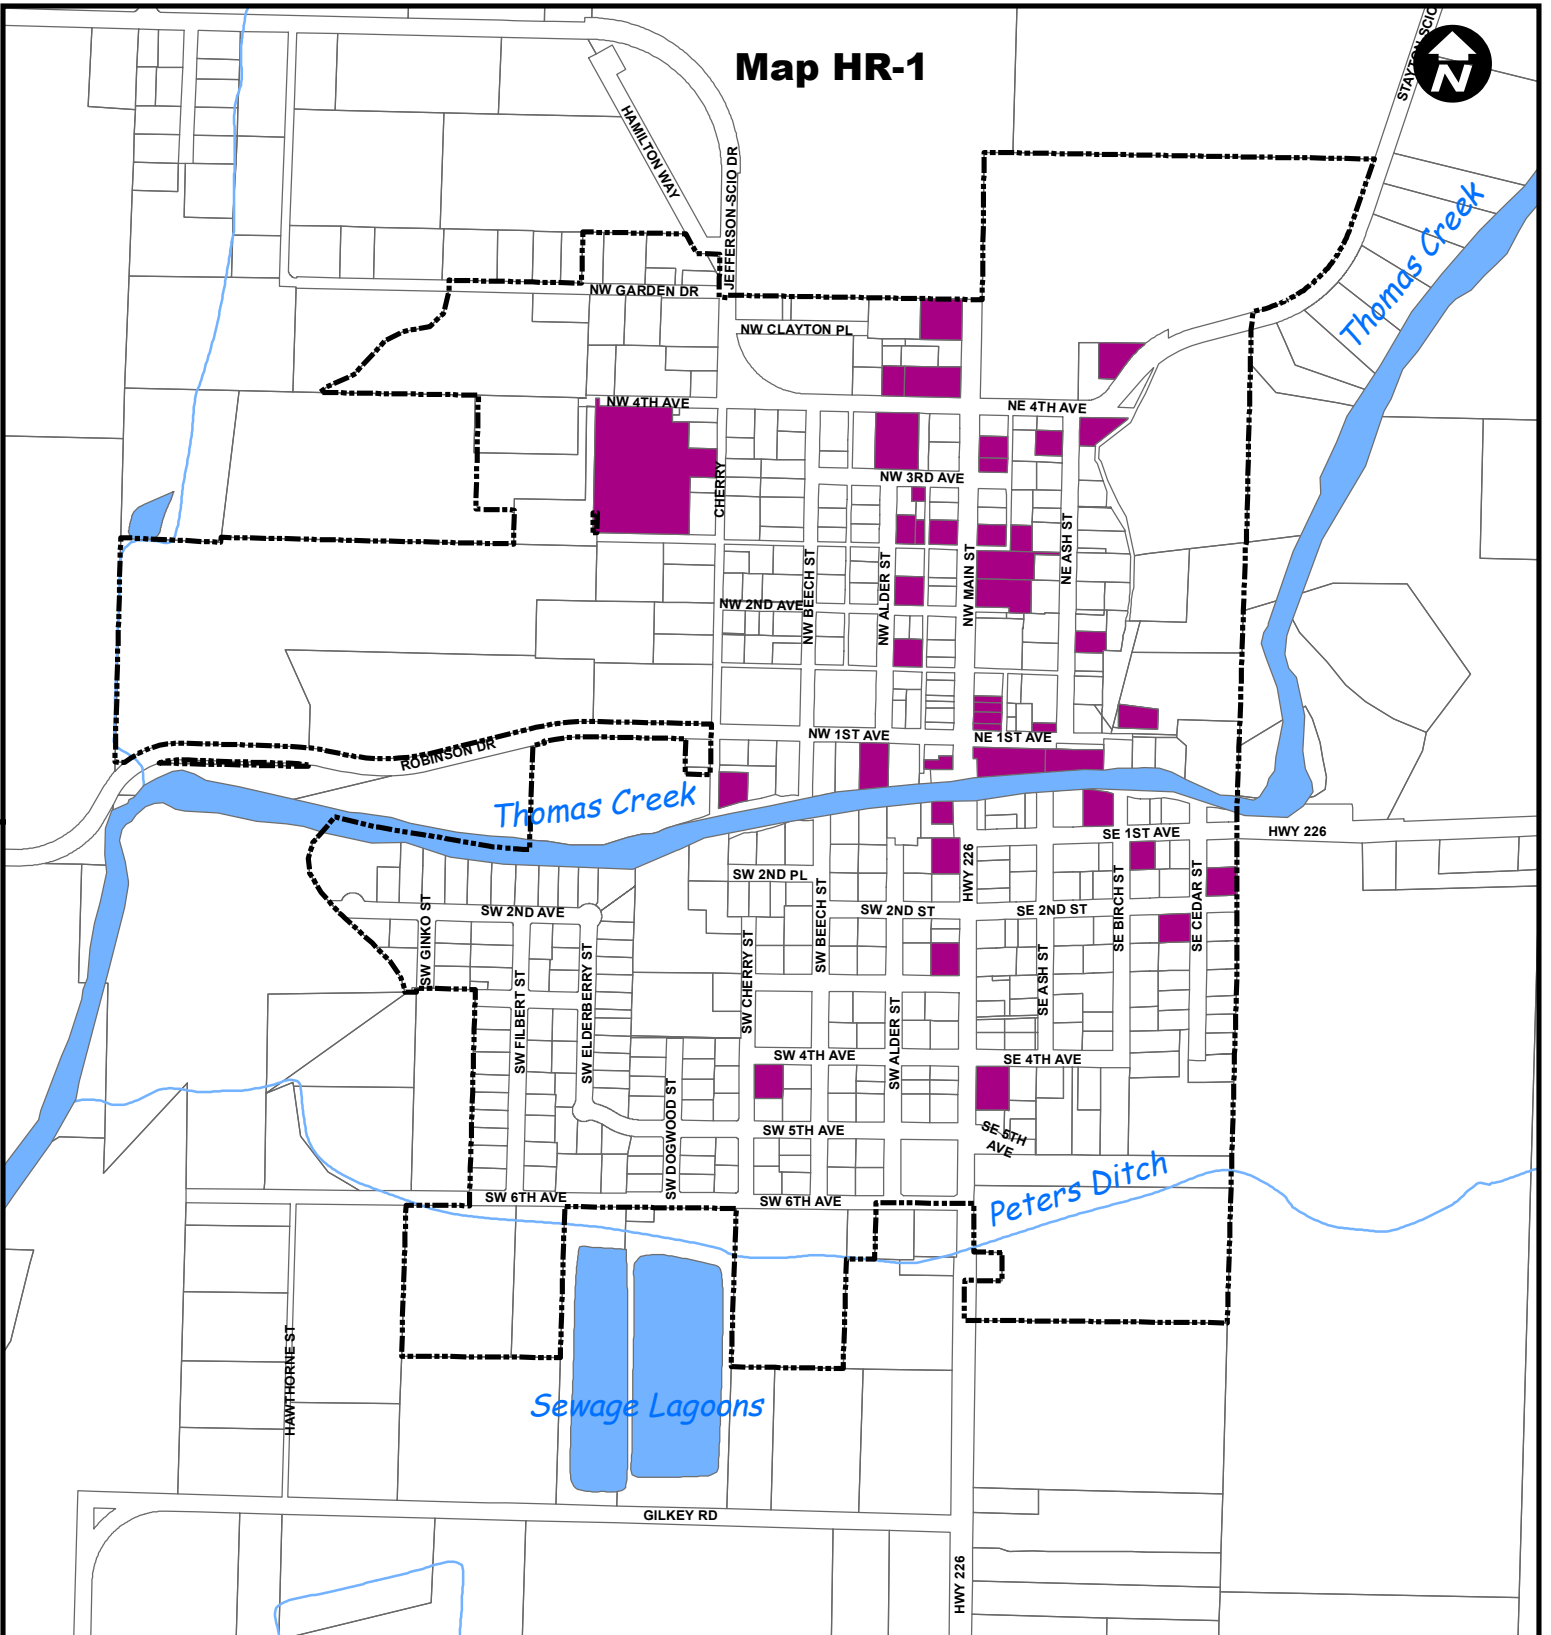 Map HR-1
STAYTON-SCIO
N
HAMILTON WAY
JEFFERSON-SCIO DR
Thomas Creek
NW GARDEN DR
NW CLAYTON PL
NW 4TH AVE
NE 4TH AVE
CHERRY
NW 3RD AVE
NE ASH ST
NW BEECH ST
NW ALDER ST
NW MAIN ST
NW 2ND AVE
NW 1ST AVE
NE 1ST AVE
ROBINSON DR
Thomas Creek
SE 1ST AVE
HWY 226
HWY 226
SW 2ND PL
SW BEECH ST
SE BIRCH ST
SE CEDAR ST
SW 2ND AVE
SW 2ND ST
SE 2ND ST
SW GINKO ST
SW CHERRY ST
SE ASH ST
SW FILBERT ST
SW ELDERBERRY ST
SW ALDER ST
SW 4TH AVE
SE 4TH AVE
SW DOGWOOD ST
SW 5TH AVE
SE 5TH
AVE
Peters Ditch
SW 6TH AVE
SW 6TH AVE
HAWTHORNE ST
Sewage Lagoons
GILKEY RD
HWY 226